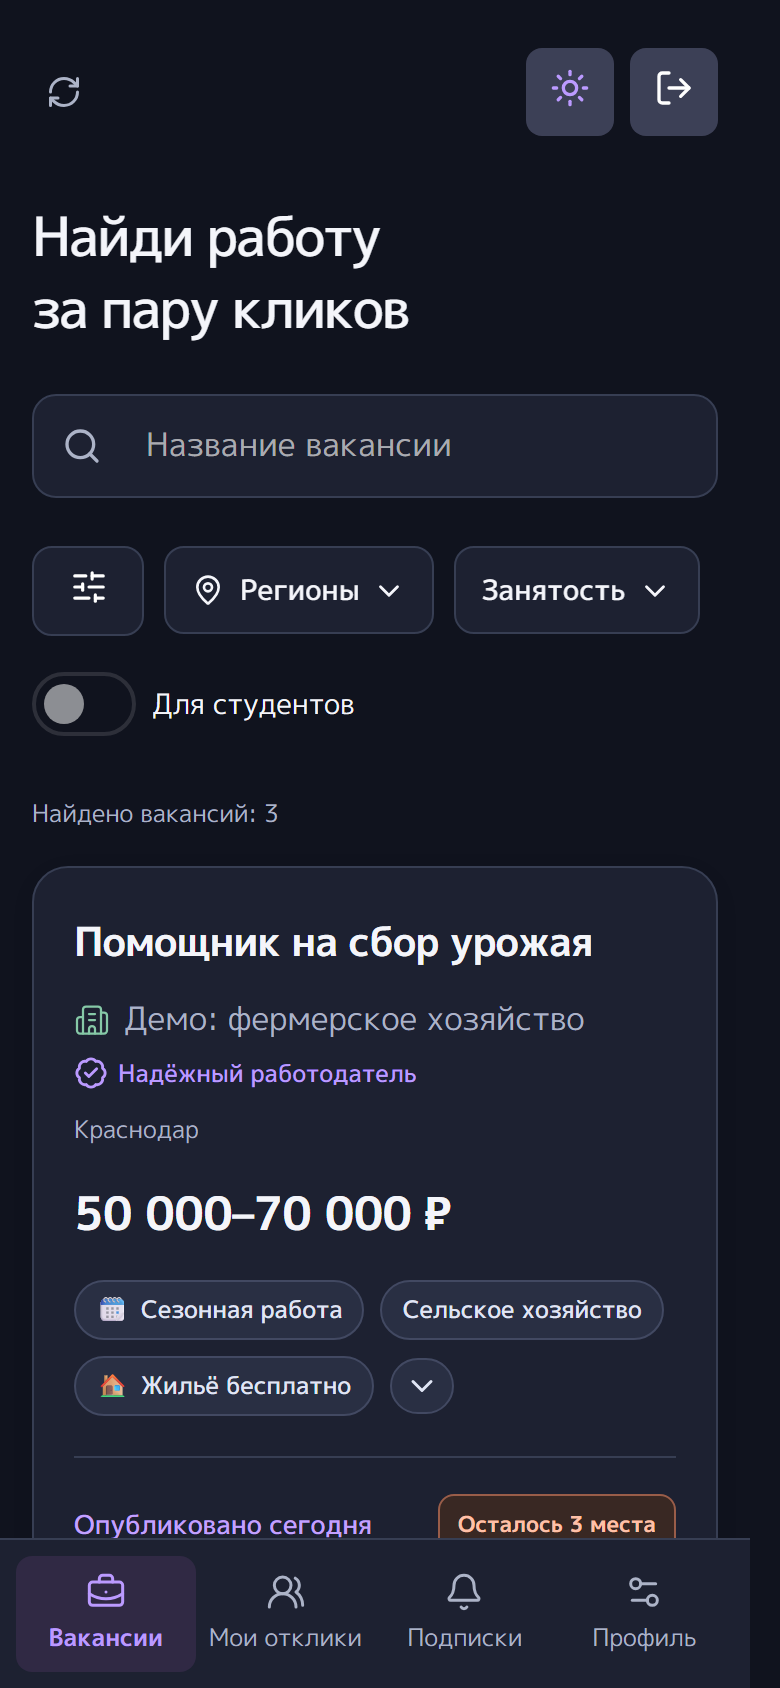 Найди работу
за пару кликов
Название вакансии
Регионы
Занятость
Для студентов
Найдено вакансий: 3
Помощник на сбор урожая
Демо: фермерское хозяйство
Надёжный работодатель
Краснодар
50 000–70 000 ₽
Сезонная работа
Сельское хозяйство
Жильё бесплатно
Опубликовано сегодня
Осталось 3 места
Вакансии
Мои отклики
Подписки
Профиль